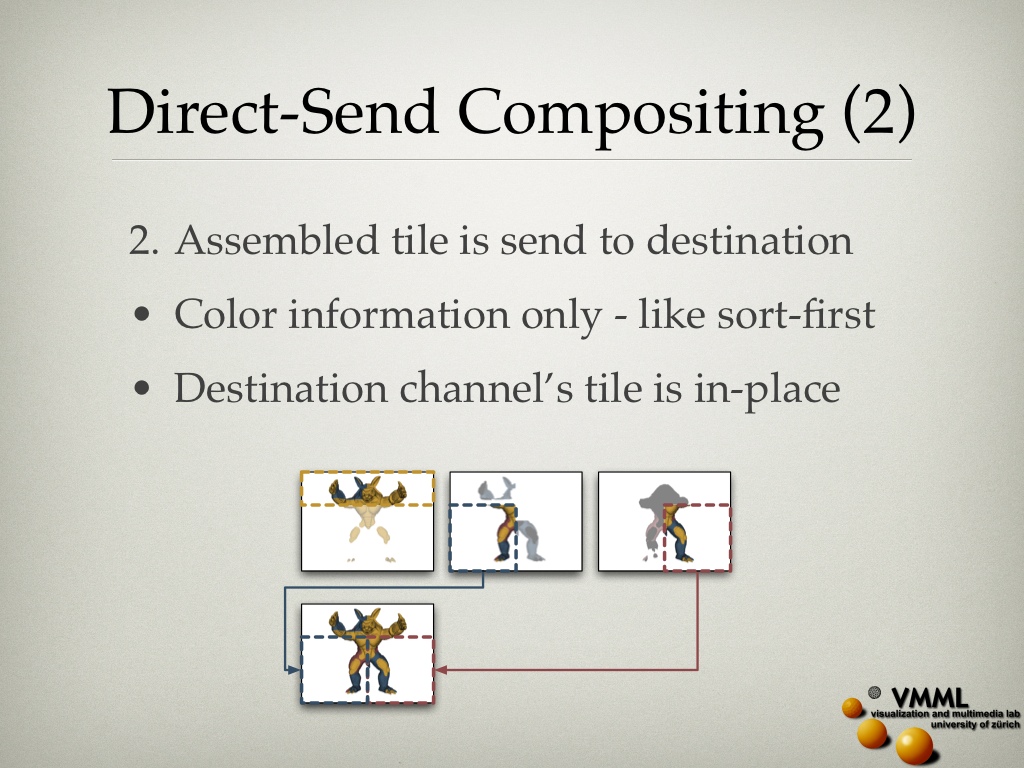 Direct-Send Compositing (2)
2. Assembled tile is send to destination
• Color information only - like sort-first
• Destination channel’s tile is in-place
VMML
visualization and multimedia lab
university of zürich